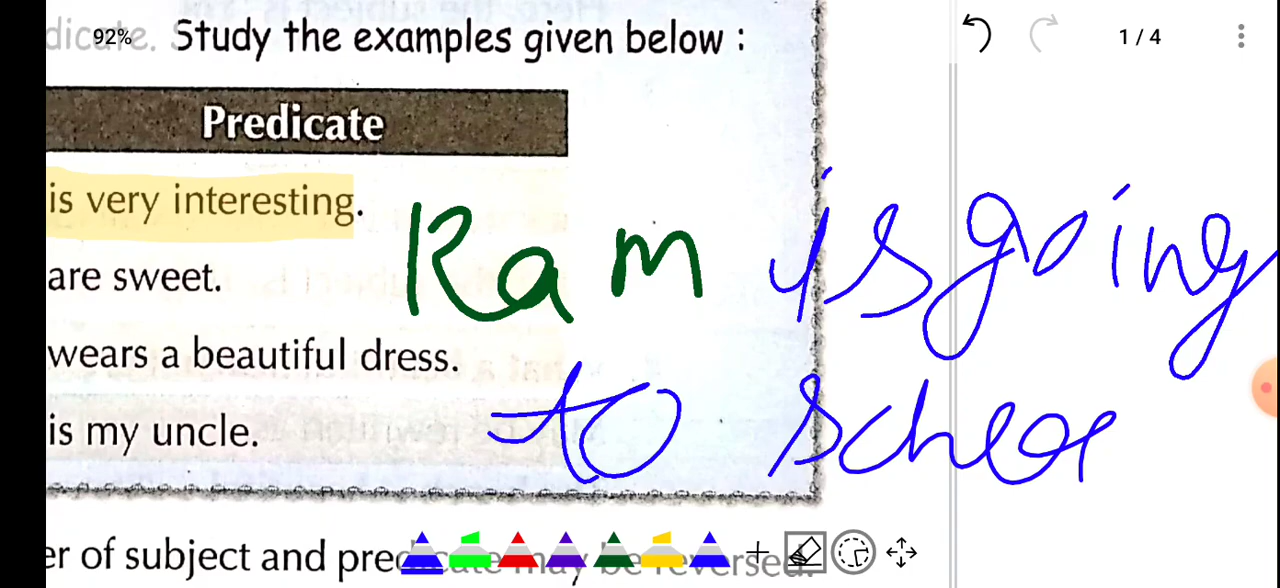 dicate. Study the examples given below :
92%
1 / 4
Predicate
is very interesting.
are sweet.
wears a beautiful dress.
is my uncle.
Ram is going
to
er of subject and predicate may be reversed.